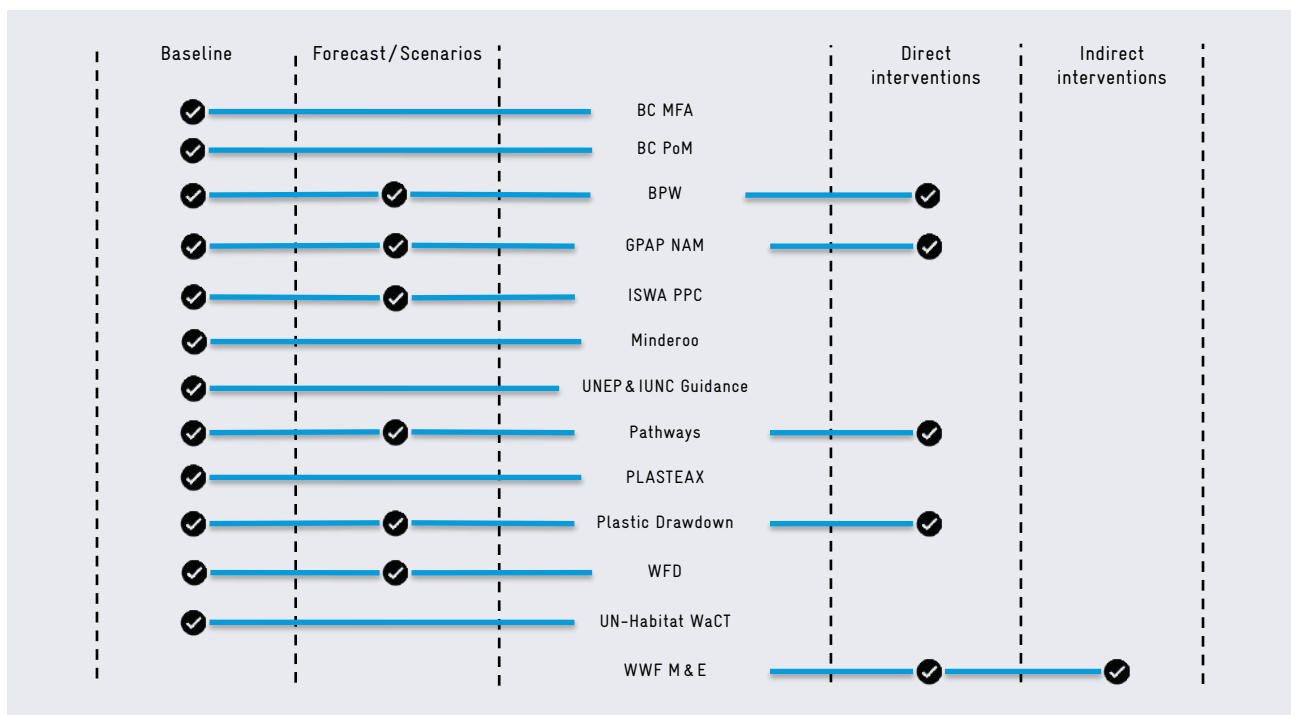 Baseline
Forecast/Scenarios
Direct
interventions
Indirect
interventions
BC MFA
BC PoM
BPW
GPAP NAM
ISWA PPC
Minderoo
UNEP & IUNC Guidance
Pathways
PLASTEAX
Plastic Drawdown
WFD
UN-Habitat WaCT
WWF M & E